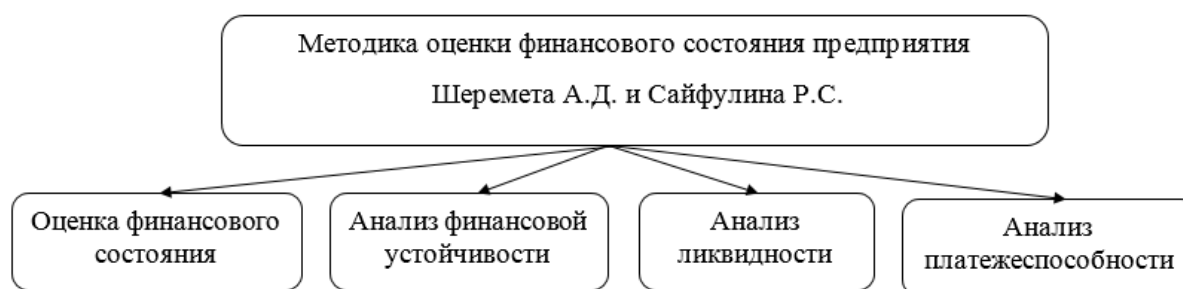 Методика оценки финансового состояния предприятия
Шеремета А.Д. и Сайфулина Р.С.
Оценка финансового
состояния
Анализ финансовой
устойчивости
Анализ
ликвидности
Анализ
платежеспособности